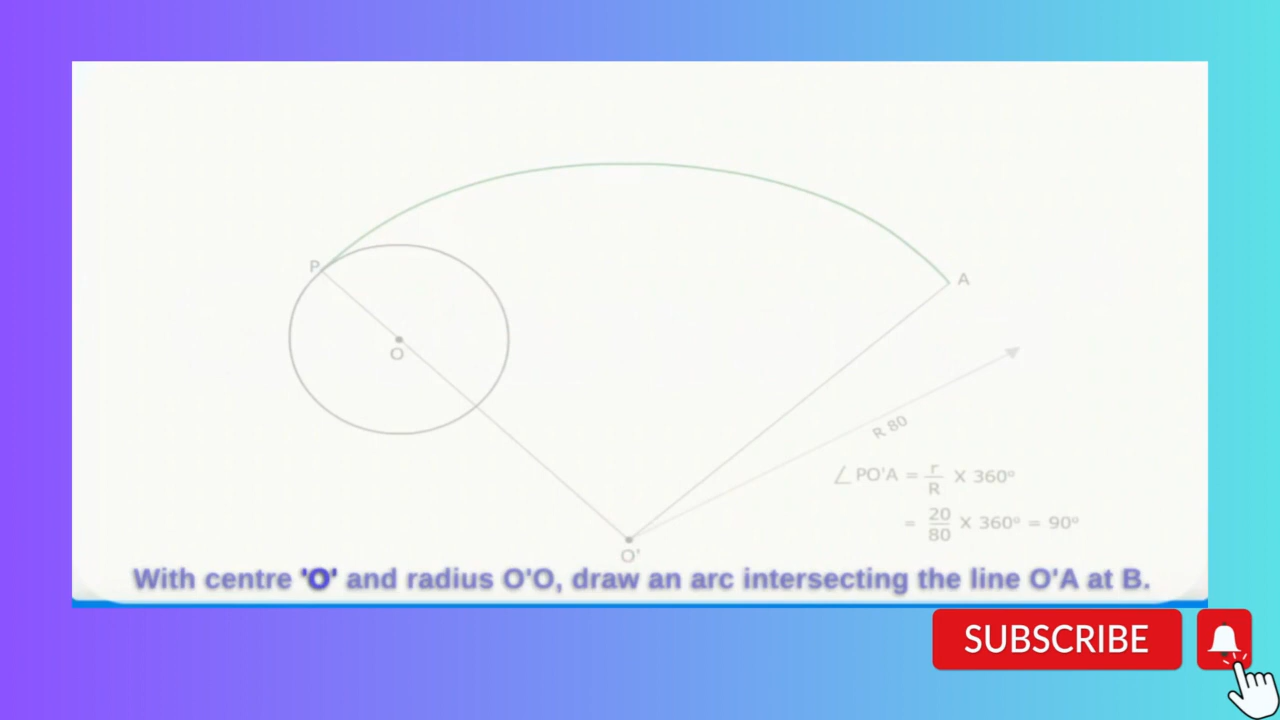 P
A
O
R 80
∠ PO'A = r/R X 360°
= 20/80 X 360° = 90°
O'
With centre 'O' and radius O'O, draw an arc intersecting the line O'A at B.
SUBSCRIBE